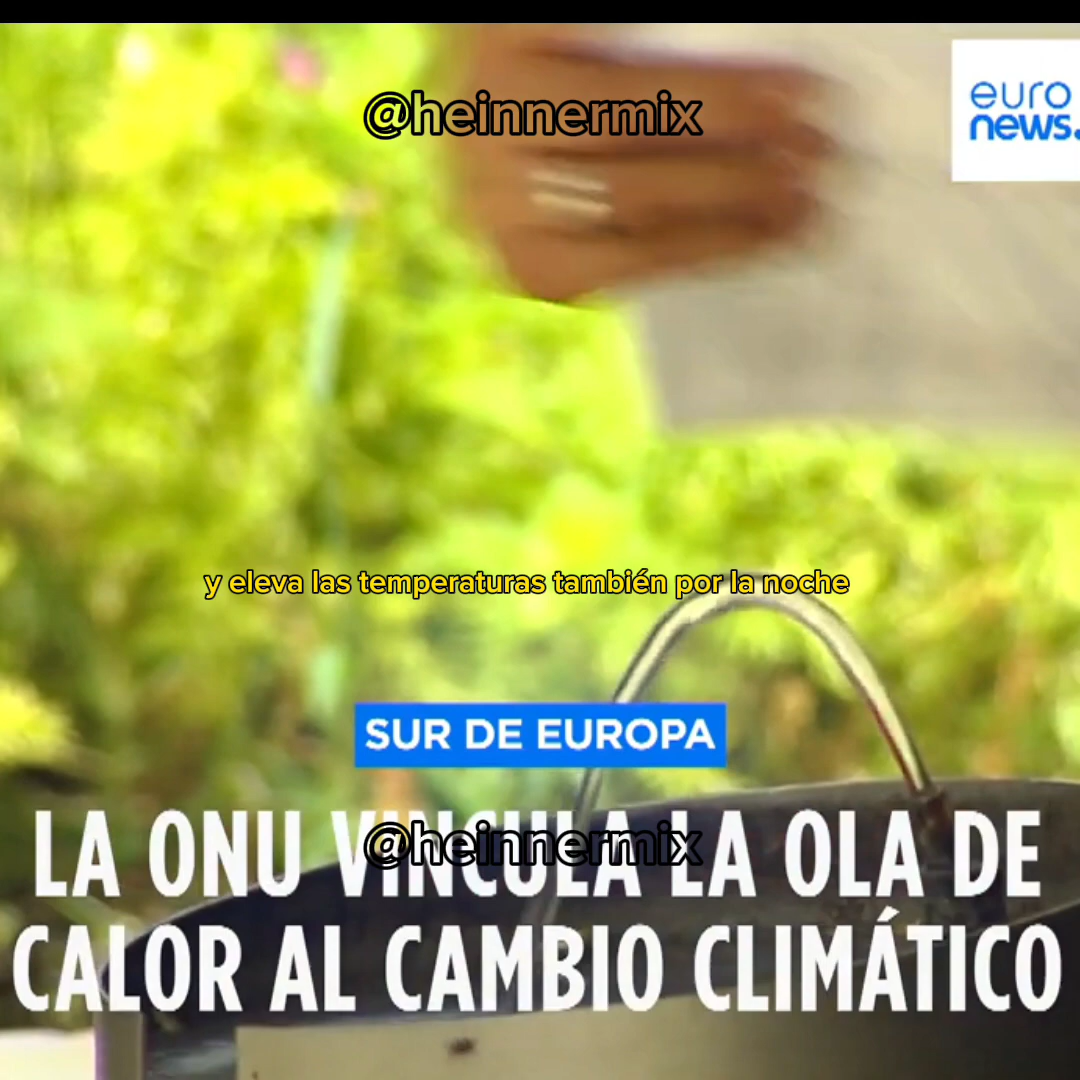 @heinnermix
euro
news.
y eleva las temperaturas también por la noche
SUR DE EUROPA
LA ONU VINCULA LA OLA DE
@heinnermix
CALOR AL CAMBIO CLIMÁTICO